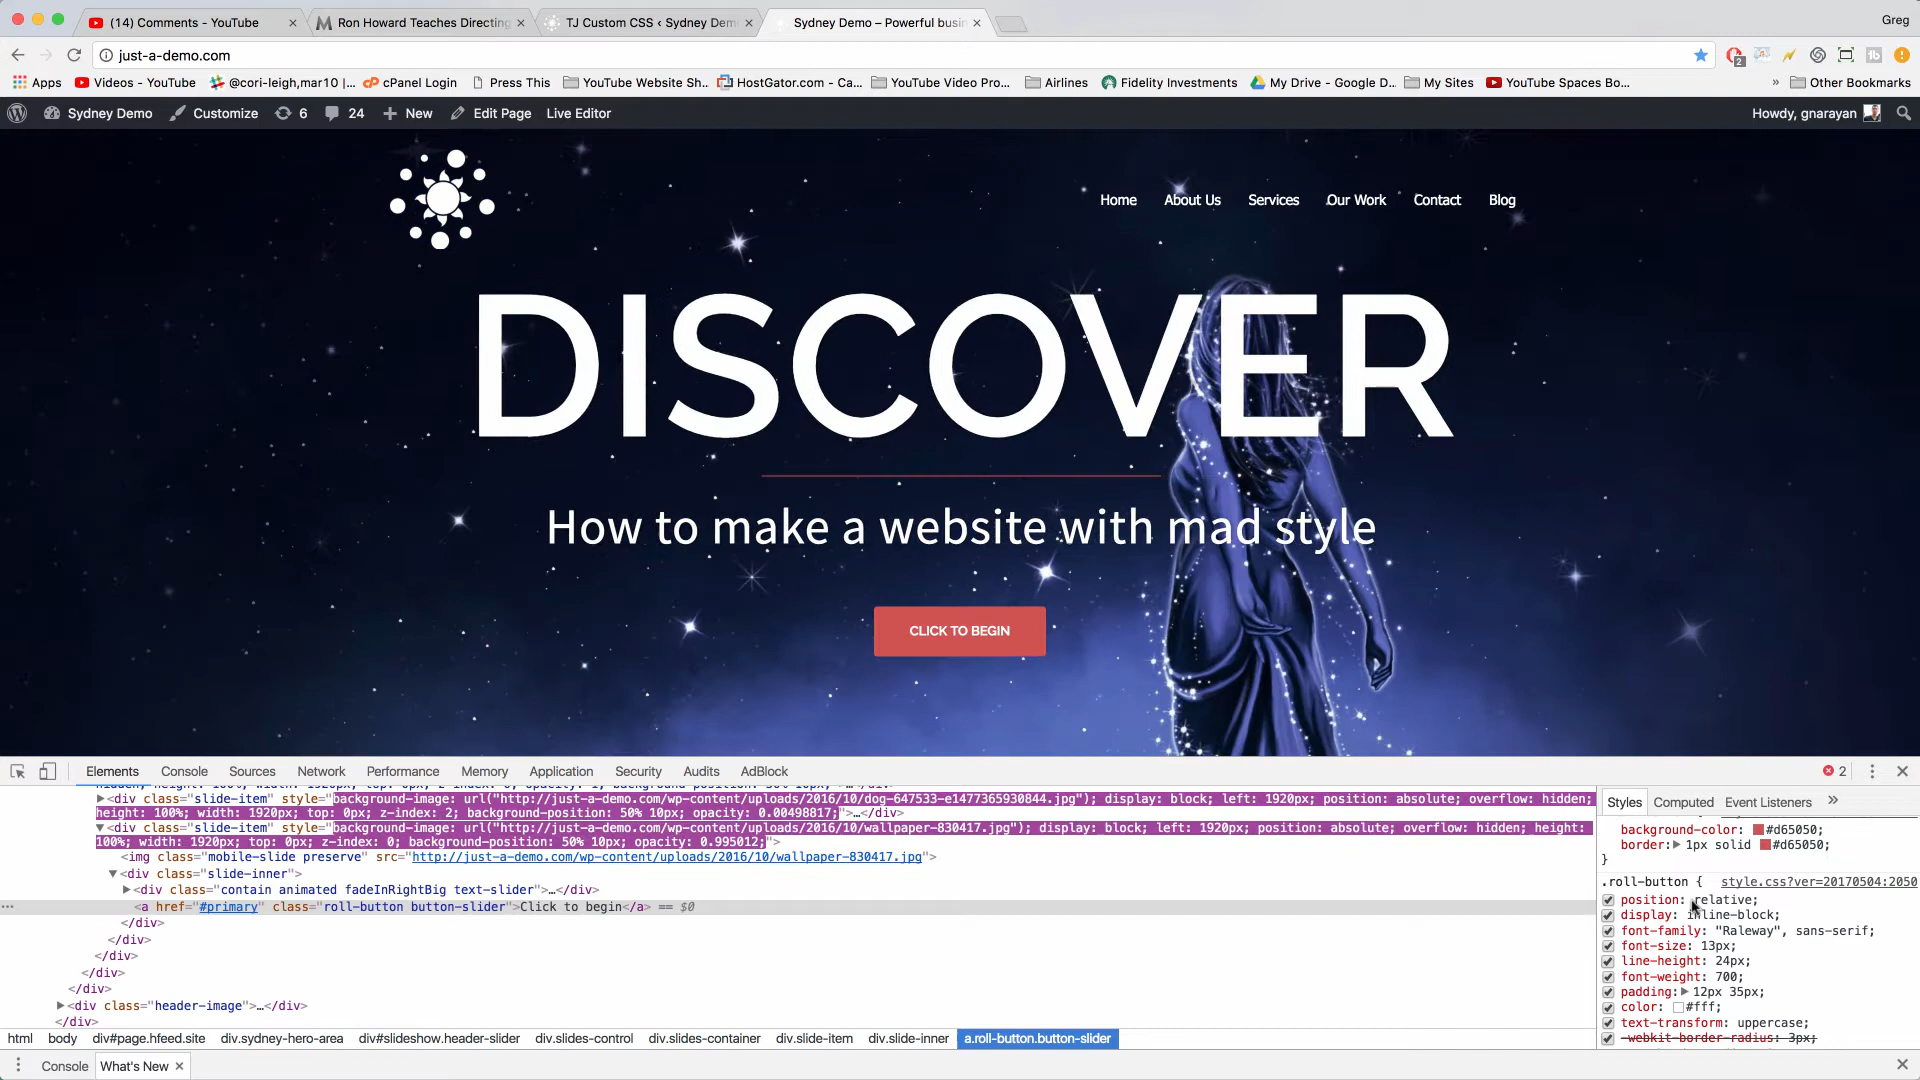 (14) Comments - YouTube
Ron Howard Teaches Directing
TJ Custom CSS ‹ Sydney Dem
Sydney Demo – Powerful busin
Greg
just-a-demo.com
2
Apps
Videos - YouTube
@cori-leigh,mar10 |...
cPanel Login
Press This
YouTube Website Sh...
HostGator.com - Ca...
YouTube Video Pro...
Airlines
Fidelity Investments
My Drive - Google D...
My Sites
YouTube Spaces Bo...
»
Other Bookmarks
Sydney Demo
Customize
6
24
New
Edit Page
Live Editor
Howdy, gnarayan
Home
About Us
Services
Our Work
Contact
Blog
DISCOVER
How to make a website with mad style
CLICK TO BEGIN
Elements
Console
Sources
Network
Performance
Memory
Application
Security
Audits
AdBlock
2
<div class="slide-item" style="background-image: url("http://just-a-demo.com/wp-content/uploads/2016/10/dog-647533-e1477365930844.jpg"); display: block; left: 1920px; position: absolute; overflow: hidden;
height: 100%; width: 1920px; top: 0px; z-index: 2; background-position: 50% 10px; opacity: 0.00498817;">…</div>
<div class="slide-item" style="background-image: url("http://just-a-demo.com/wp-content/uploads/2016/10/wallpaper-830417.jpg"); display: block; left: 1920px; position: absolute; overflow: hidden; height:
100%; width: 1920px; top: 0px; z-index: 0; background-position: 50% 10px; opacity: 0.995012;">
<img class="mobile-slide preserve" src="http://just-a-demo.com/wp-content/uploads/2016/10/wallpaper-830417.jpg">
<div class="slide-inner">
<div class="contain animated fadeInRightBig text-slider">…</div>
<a href="#primary" class="roll-button button-slider">Click to begin</a> == $0
</div>
</div>
</div>
</div>
</div>
<div class="header-image">…</div>
</div>
Styles
Computed
Event Listeners
»
background-color: #d65050;
border: 1px solid #d65050;
}
.roll-button { style.css?ver=20170504:2050
position: relative;
display: inline-block;
font-family: "Raleway", sans-serif;
font-size: 13px;
line-height: 24px;
font-weight: 700;
padding: 12px 35px;
color: #fff;
text-transform: uppercase;
-webkit-border-radius: 3px;
html
body
div#page.hfeed.site
div.sydney-hero-area
div#slideshow.header-slider
div.slides-control
div.slides-container
div.slide-item
div.slide-inner
a.roll-button.button-slider
Console
What's New